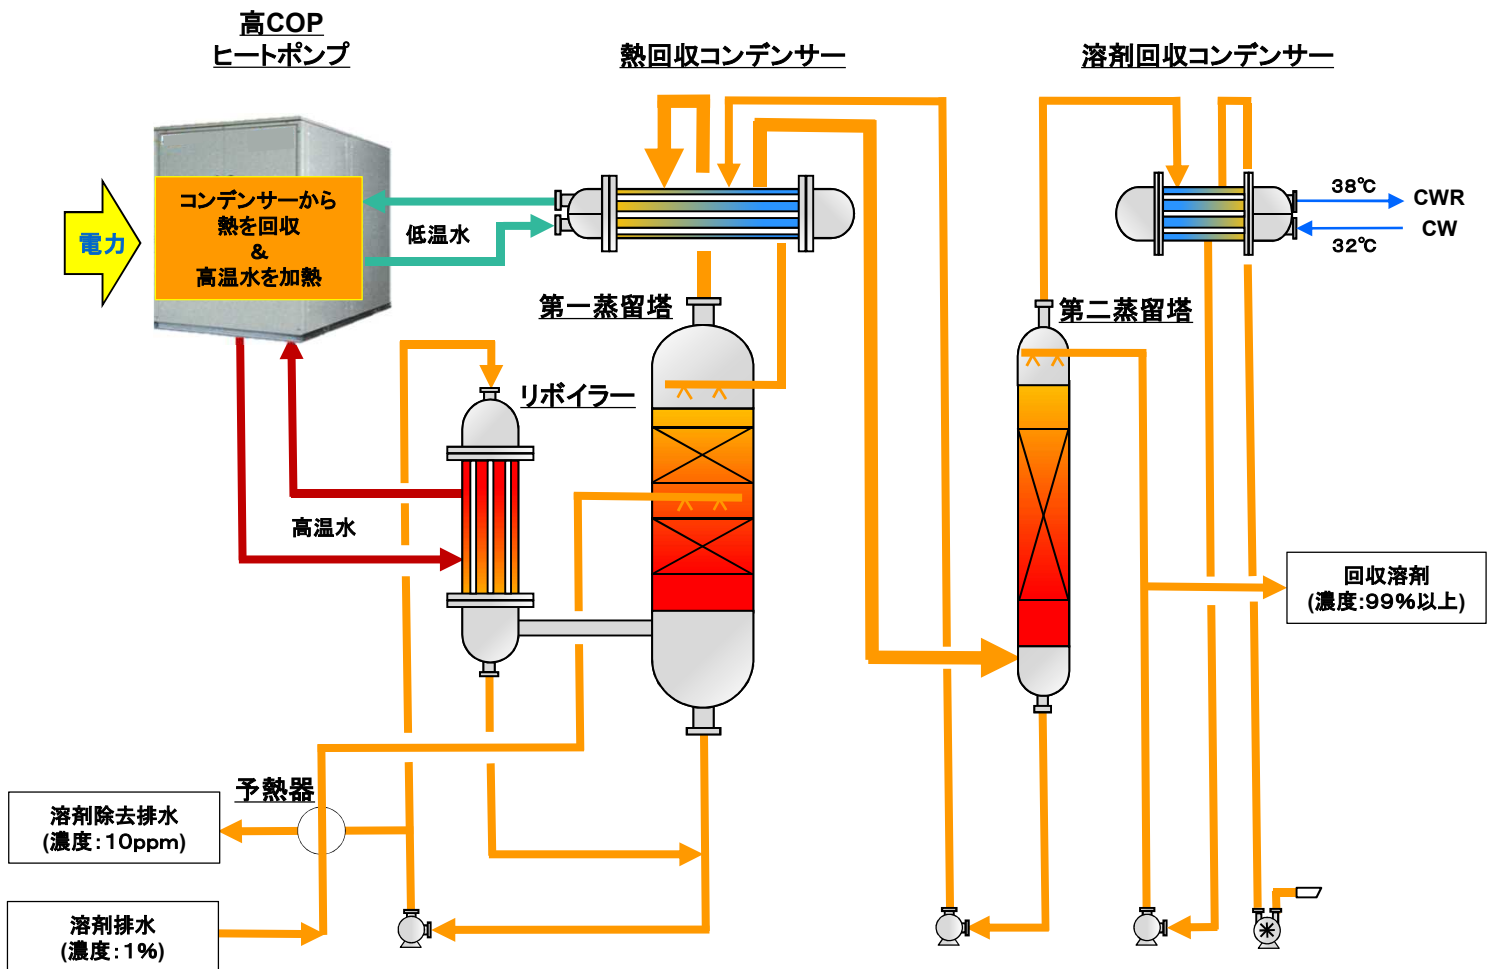 高COP
ヒートポンプ
熱回収コンデンサー
溶剤回収コンデンサー
コンデンサーから
熱を回収
&
高温水を加熱
電力
低温水
38℃
CWR
CW
32℃
第一蒸留塔
第二蒸留塔
リボイラー
高温水
回収溶剤
(濃度:99%以上)
予熱器
溶剤除去排水
(濃度:10ppm)
溶剤排水
(濃度:1%)